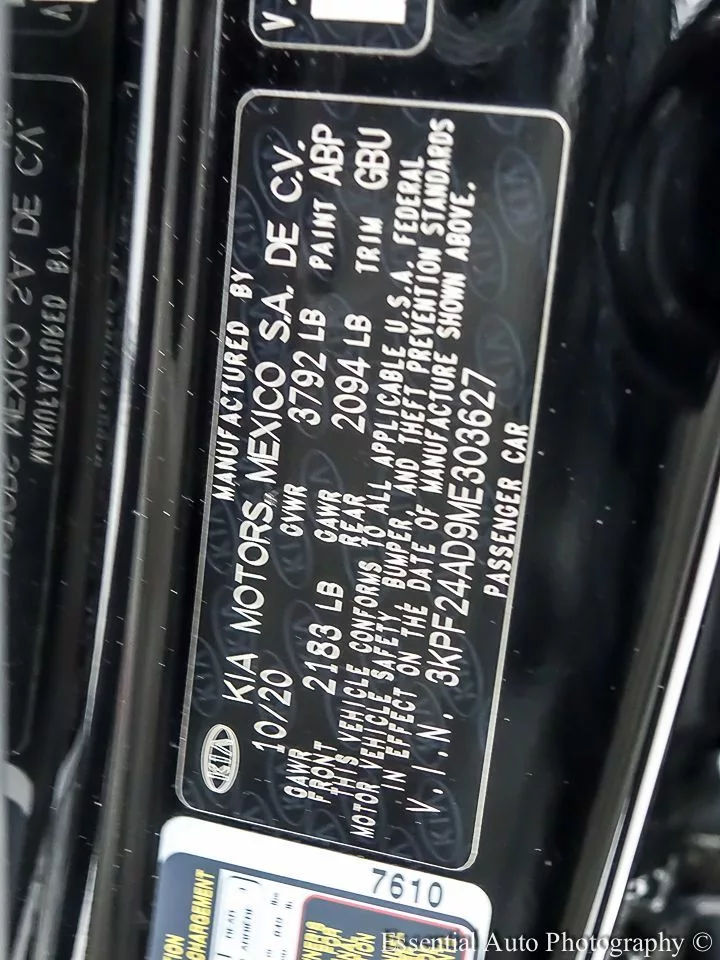 MANUFACTURED BY
KIA MOTORS MEXICO S.A. DE C.V.
10/20 GVWR 3792 LB PAINT ABP
GAWR FRONT 2183 LB GAWR REAR 2094 LB TRIM GBU
THIS VEHICLE CONFORMS TO ALL APPLICABLE U.S.A. FEDERAL
MOTOR VEHICLE SAFETY, BUMPER, AND THEFT PREVENTION STANDARDS
IN EFFECT ON THE DATE OF MANUFACTURE SHOWN ABOVE.
V.I.N. 3KPF24AD9ME303627
PASSENGER CAR
KIA
7610
Essential Auto Photography ©